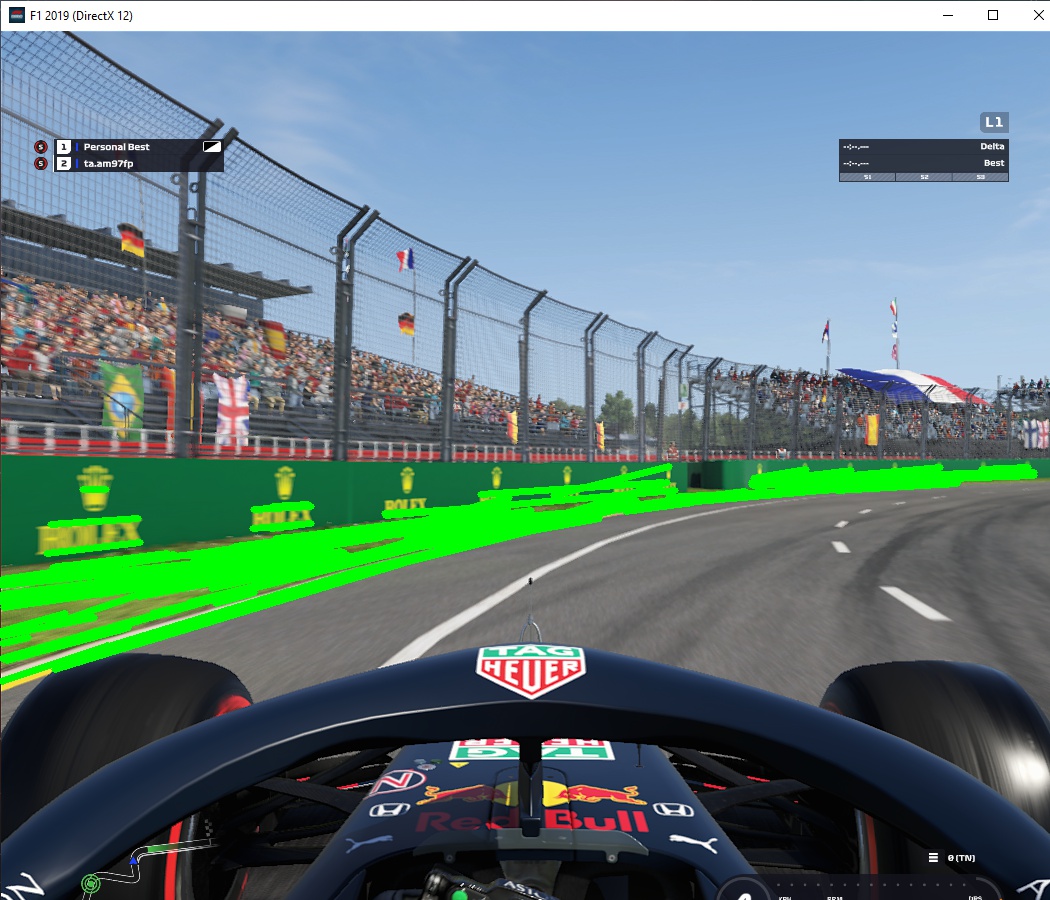 F1 2019 (DirectX 12)
L1
1 Personal Best
2 ta.am97fp
--:--.--- Delta
--:--.--- Best
S1 S2 S3
ROLEX
ROLEX
ROLEX
TAG
HEUER
Red Bull
0 (TN)